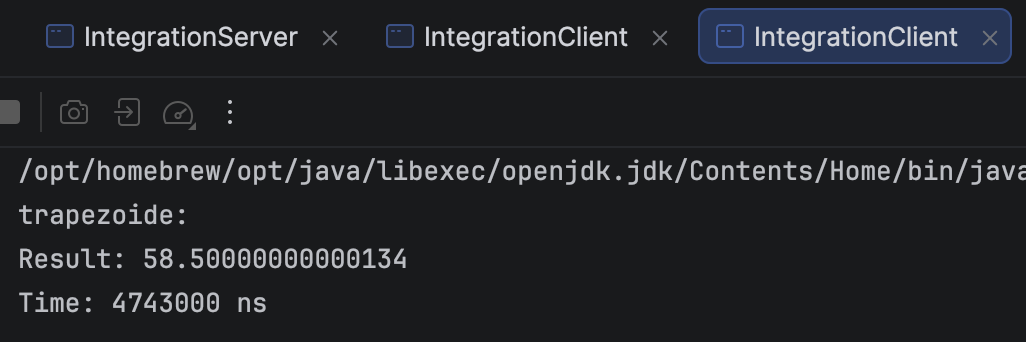 IntegrationServer IntegrationClient IntegrationClient
/opt/homebrew/opt/java/libexec/openjdk.jdk/Contents/Home/bin/java
trapezoide:
Result: 58.50000000000134
Time: 4743000 ns